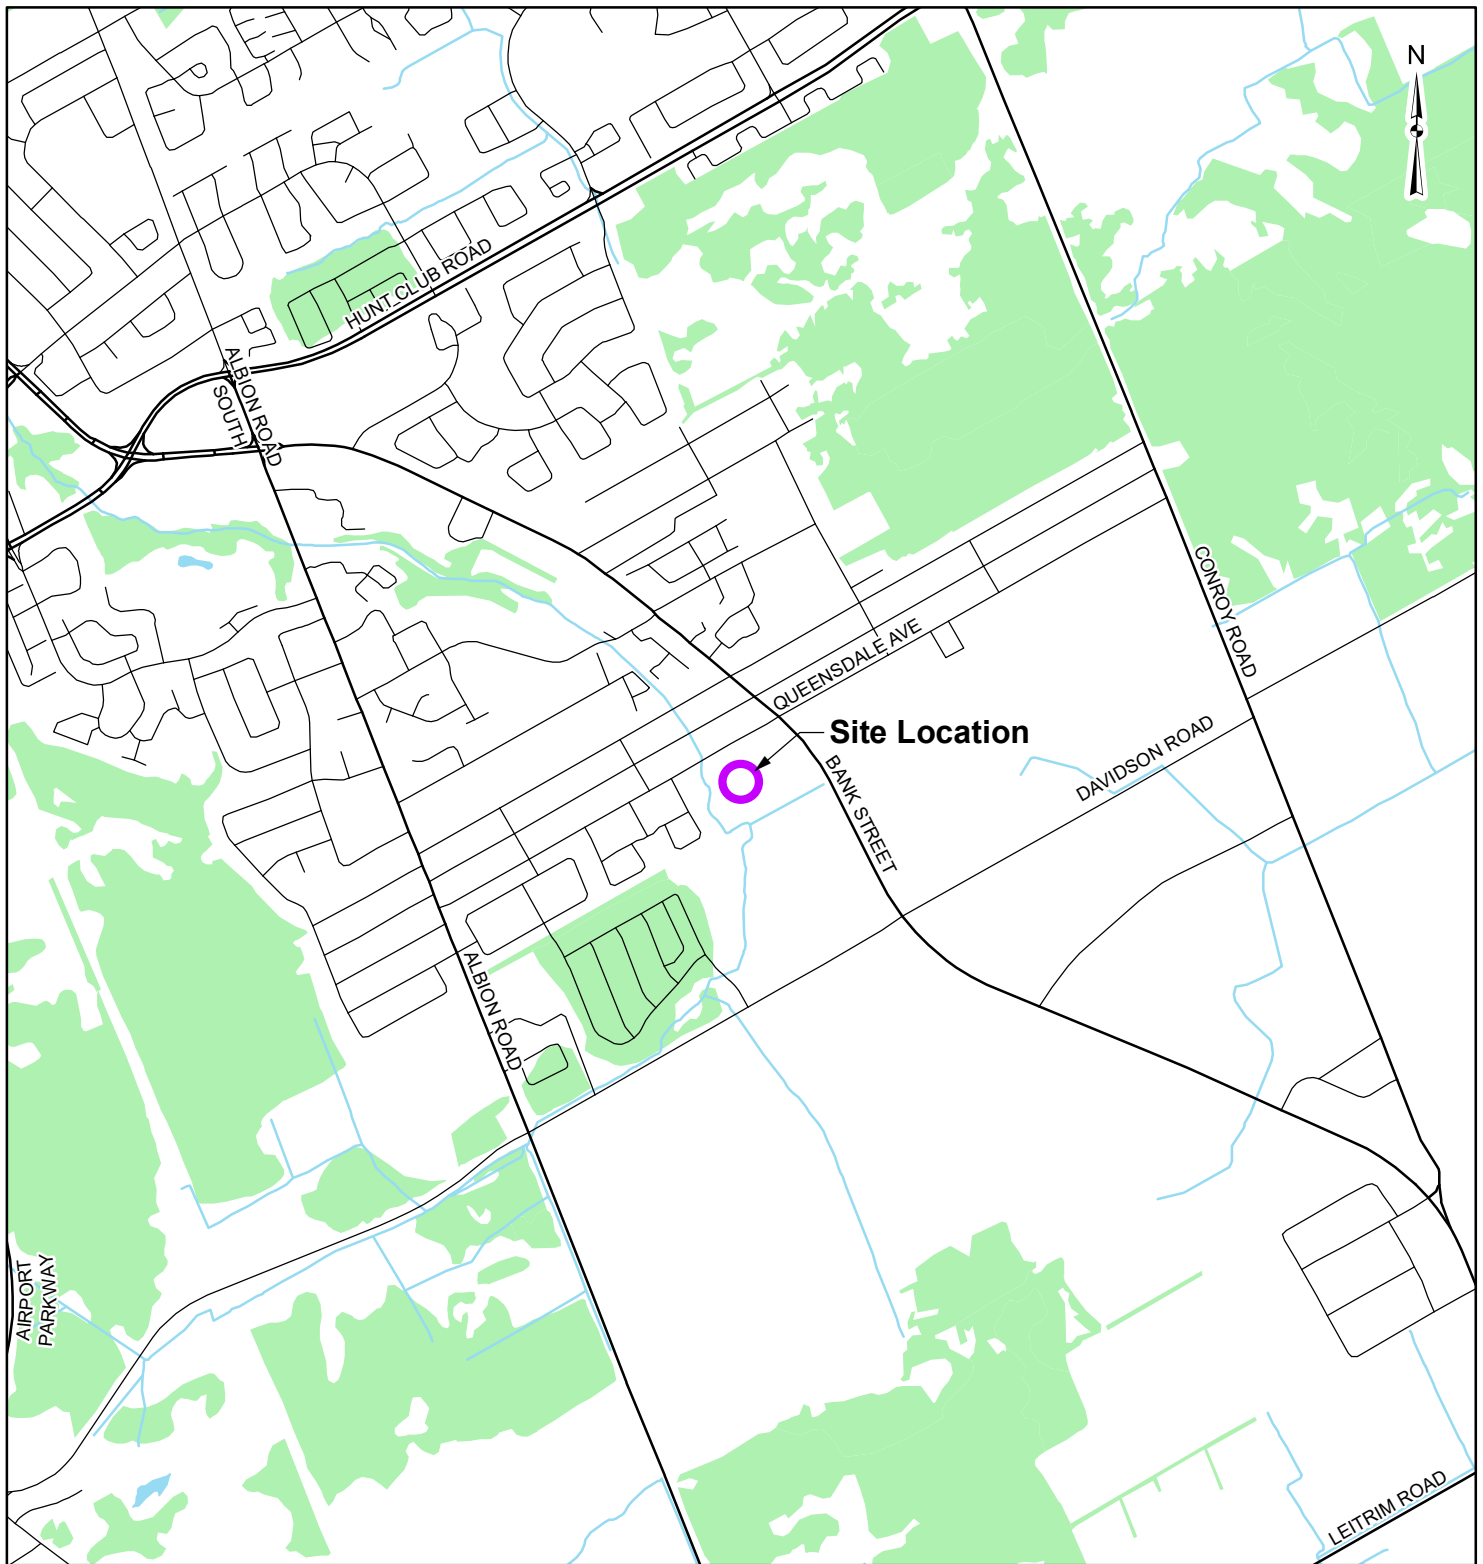 N
HUNT CLUB ROAD
ALBION ROAD
SOUTH
CONROY ROAD
QUEENSDALE AVE
Site Location
DAVIDSON ROAD
BANK STREET
ALBION ROAD
AIRPORT
PARKWAY
LEITRIM ROAD